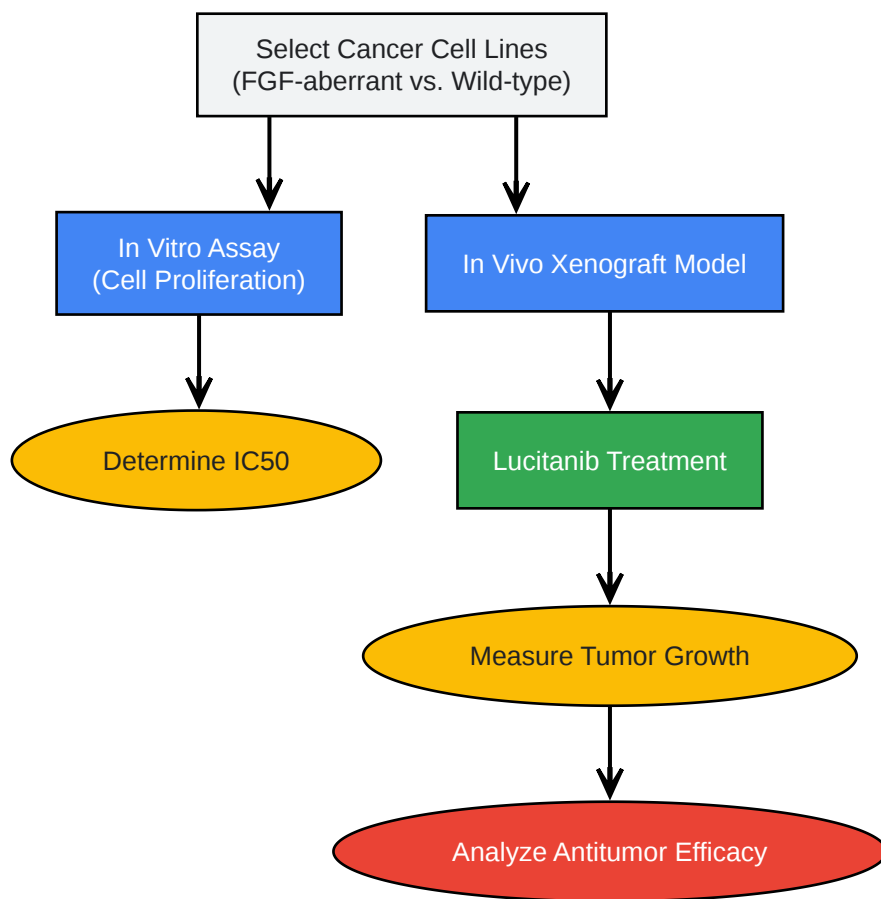 Select Cancer Cell Lines
(FGF-aberrant vs. Wild-type)
In Vitro Assay
(Cell Proliferation)
In Vivo Xenograft Model
Determine IC50
Lucitanib Treatment
Measure Tumor Growth
Analyze Antitumor Efficacy